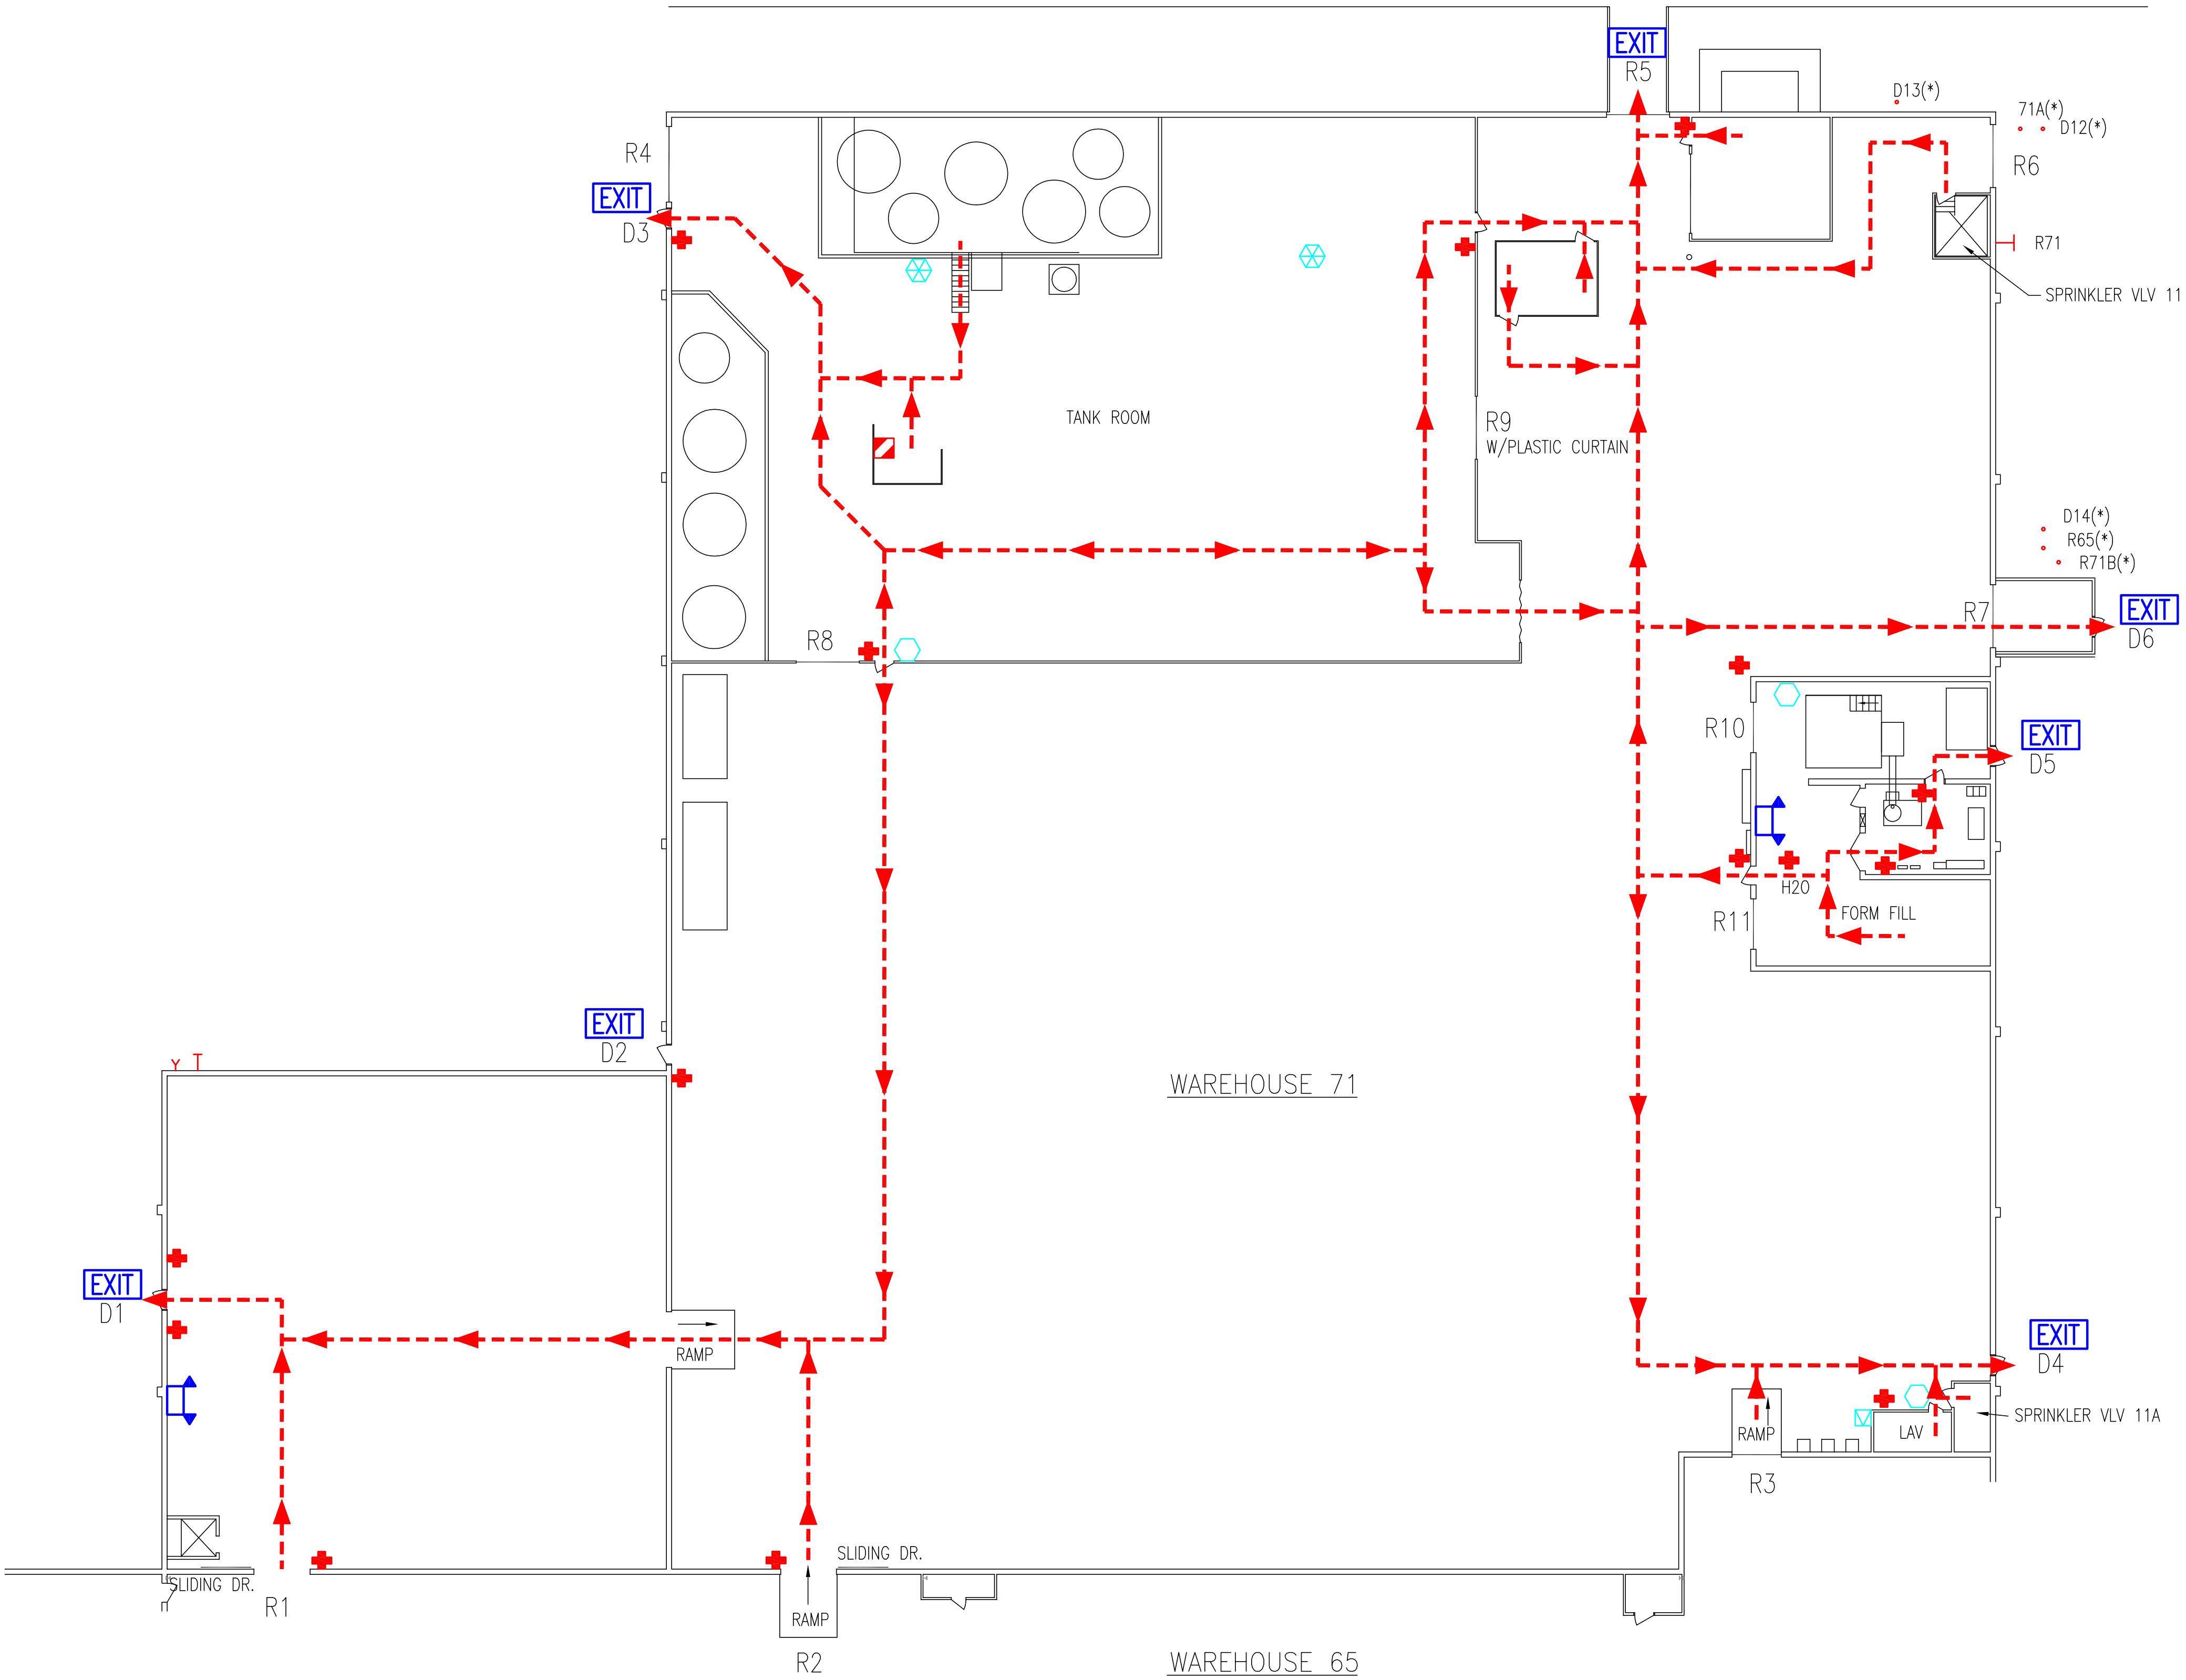 EXIT
R5
D13(*)
71A(*)
D12(*)
R4
R6
EXIT
D3
R71
SPRINKLER VLV 11
TANK ROOM
R9
W/PLASTIC CURTAIN
D14(*)
R65(*)
R71B(*)
R8
R7
EXIT
D6
R10
EXIT
D5
H2O
R11
FORM FILL
EXIT
D2
Y T
WAREHOUSE 71
EXIT
D1
RAMP
EXIT
D4
RAMP
LAV
SPRINKLER VLV 11A
R3
SLIDING DR.
SLIDING DR.
R1
RAMP
R2
WAREHOUSE 65